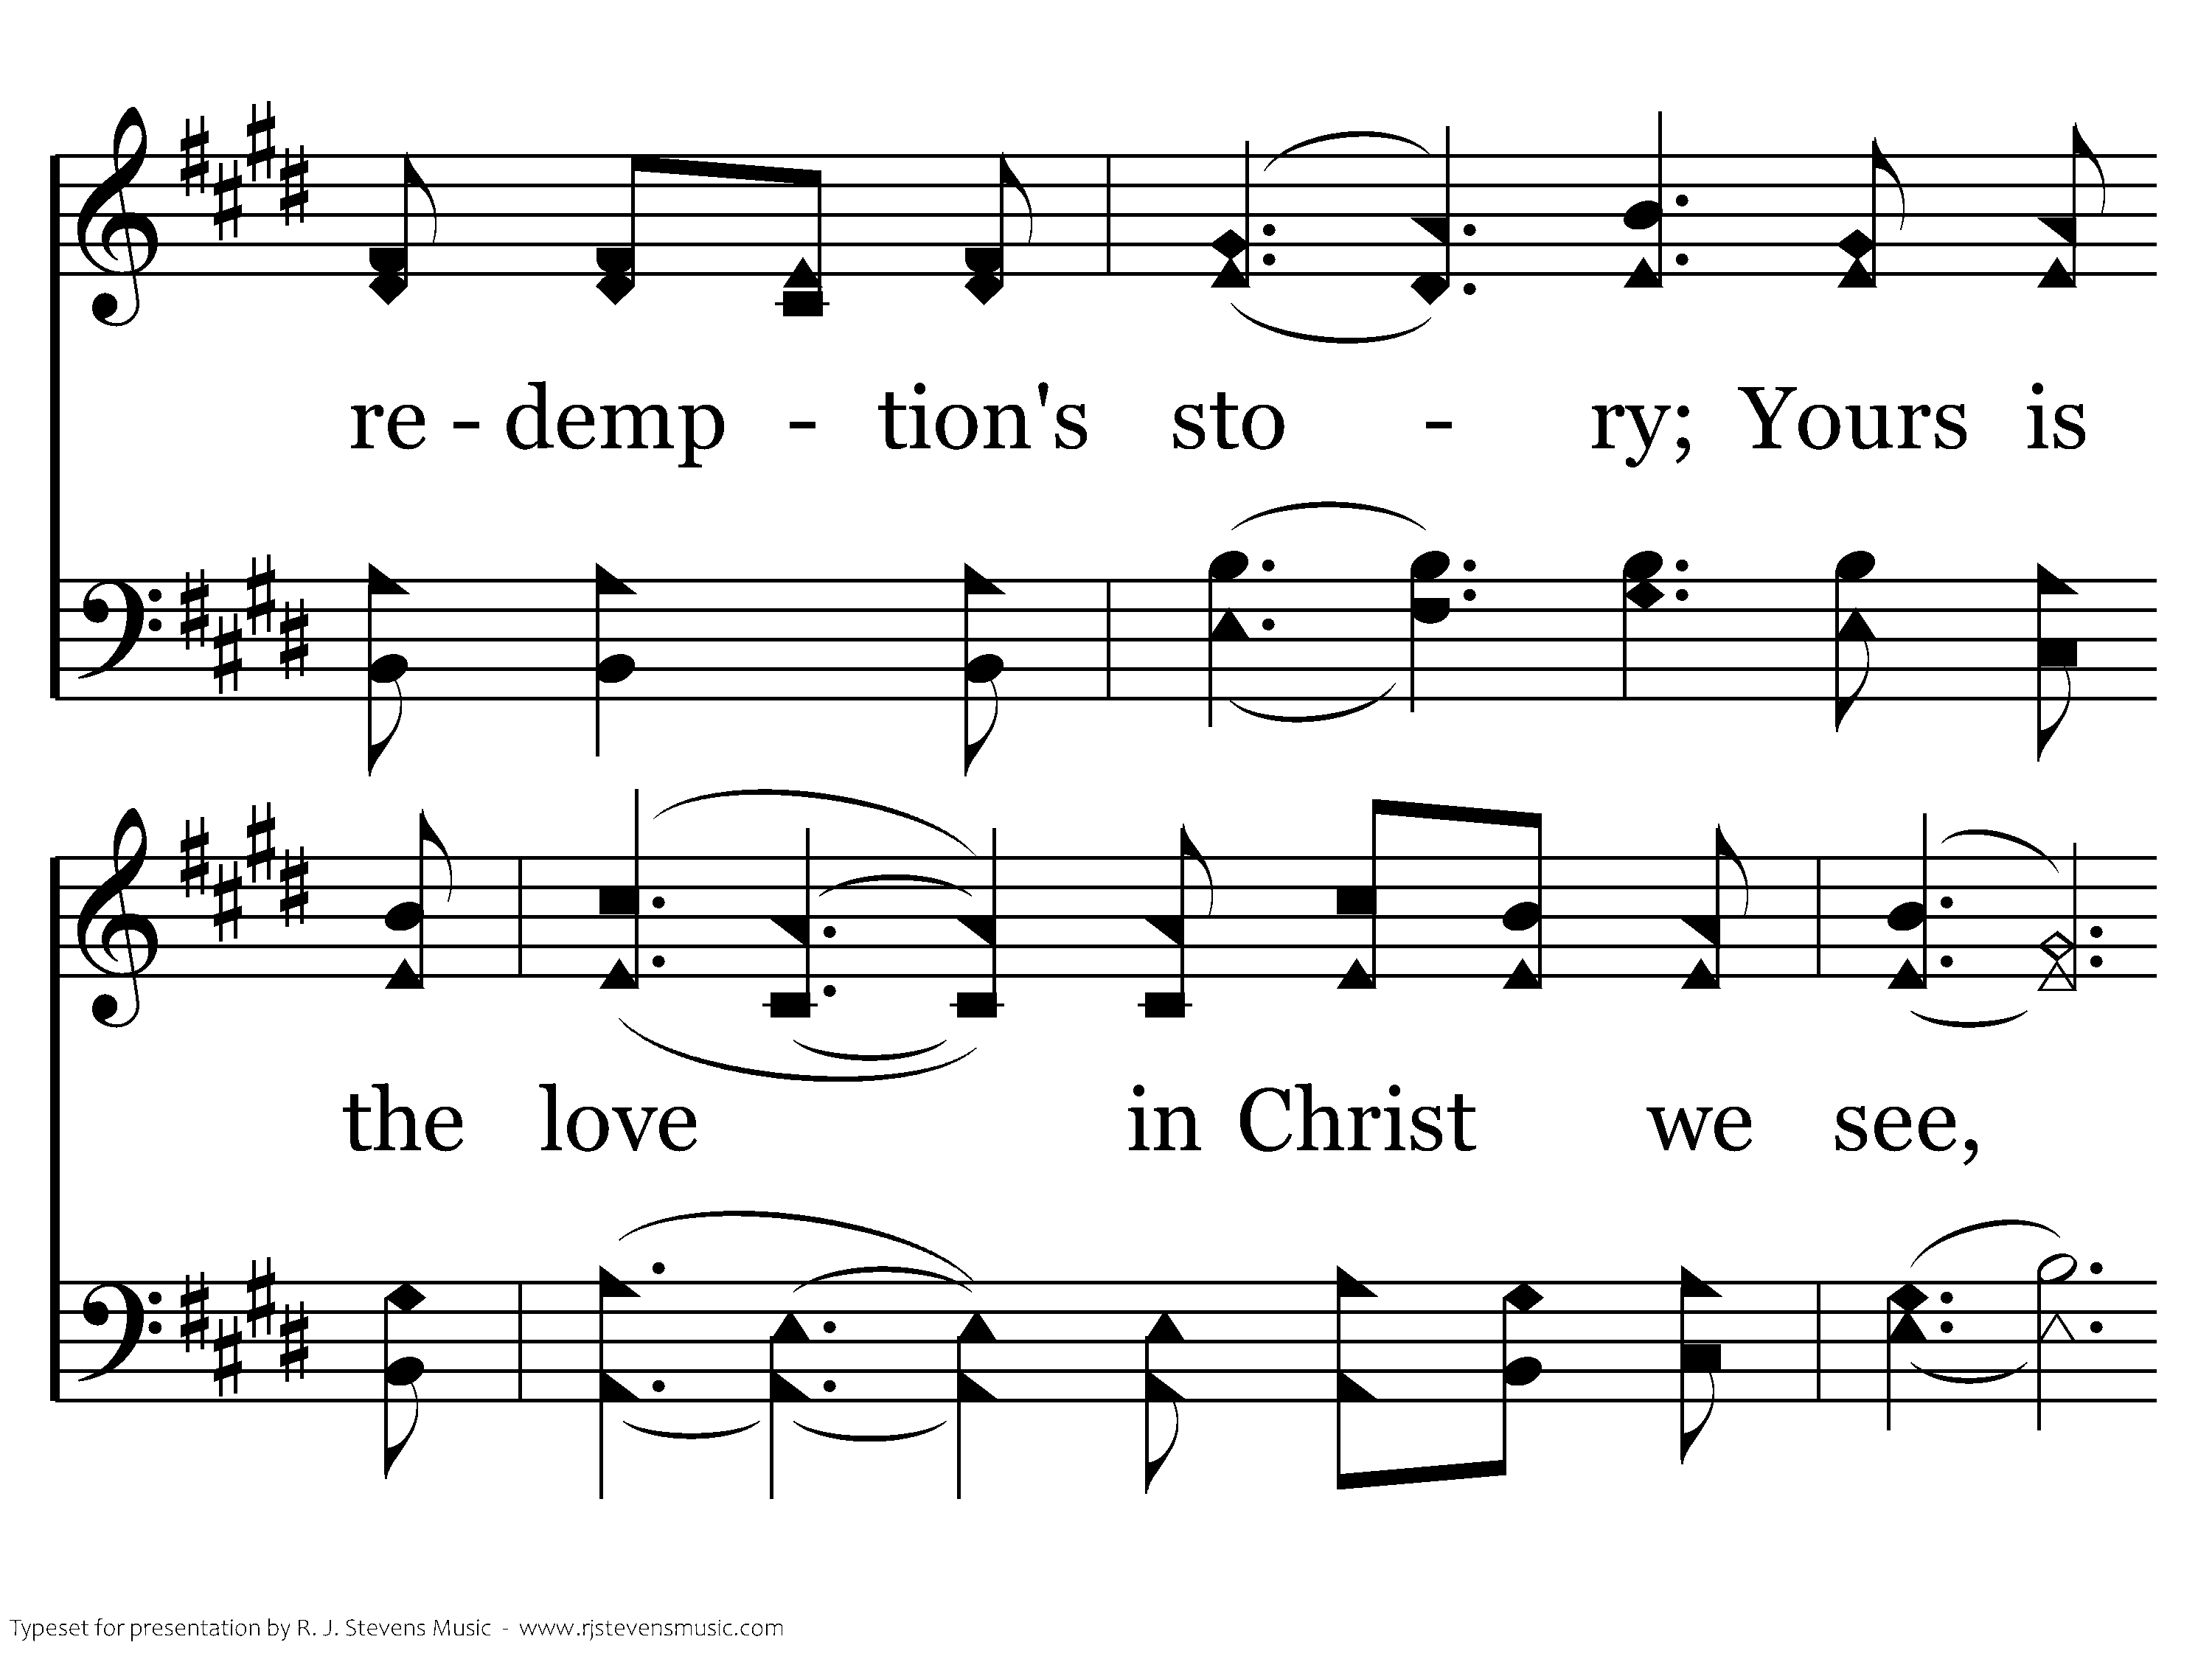 re - demp - tion's sto - ry; Yours is
the love in Christ we see,
Typeset for presentation by R. J. Stevens Music - www.rjstevensmusic.com